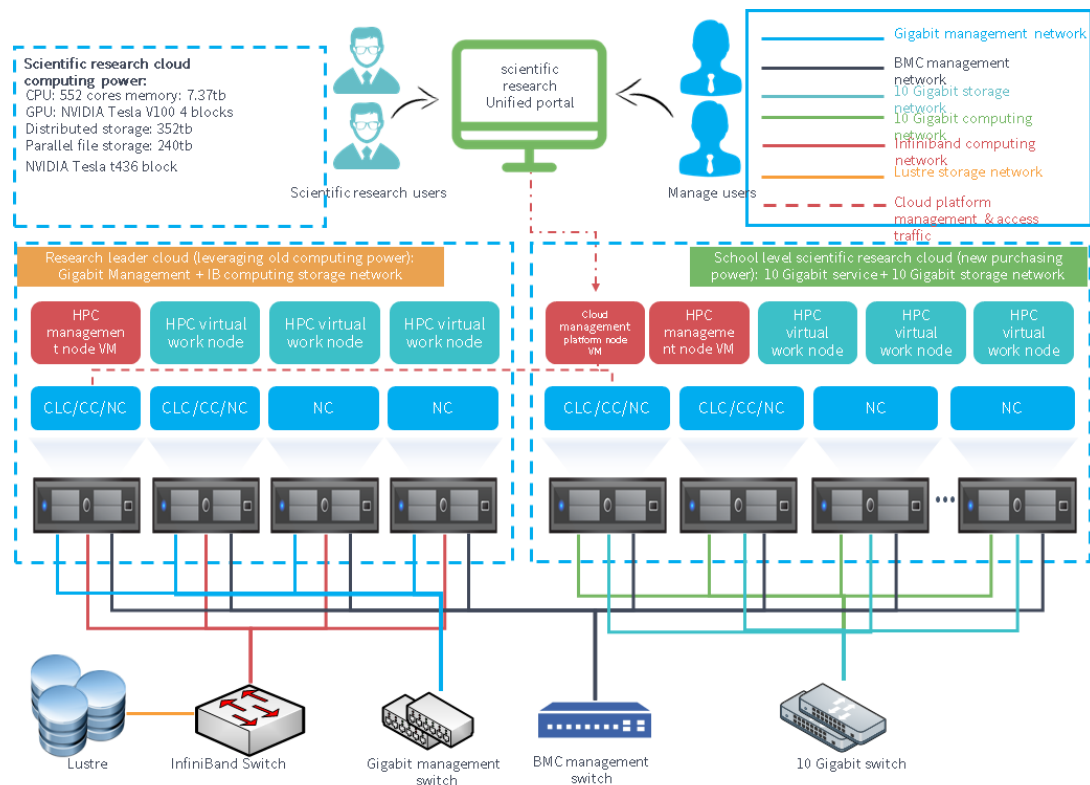 Scientific research cloud
computing power:
CPU: 552 cores memory: 7.37tb
GPU: NVIDIA Tesla V100 4 blocks
Distributed storage: 352tb
Parallel file storage: 240tb
NVIDIA Tesla t436 block
Scientific research users
scientific
research
Unified portal
Manage users
Gigabit management network
BMC management
network
10 Gigabit storage
network
10 Gigabit computing
network
Infiniband computing
network
Lustre storage network
Cloud platform
management & access
traffic
Research leader cloud (leveraging old computing power):
Gigabit Management + IB computing storage network
School level scientific research cloud (new purchasing
power): 10 Gigabit service+ 10 Gigabit storage network
HPC
managemen
t node VM
HPC virtual
work node
HPC virtual
work node
HPC virtual
work node
Cloud
management
platform node
VM
HPC
manageme
nt node VM
HPC
virtual
work node
HPC
virtual
work node
HPC
virtual
work node
CLC/CC/NC
CLC/CC/NC
NC
NC
CLC/CC/NC
CLC/CC/NC
NC
NC
Lustre
InfiniBand Switch
Gigabit management
switch
BMC management
switch
10 Gigabit switch